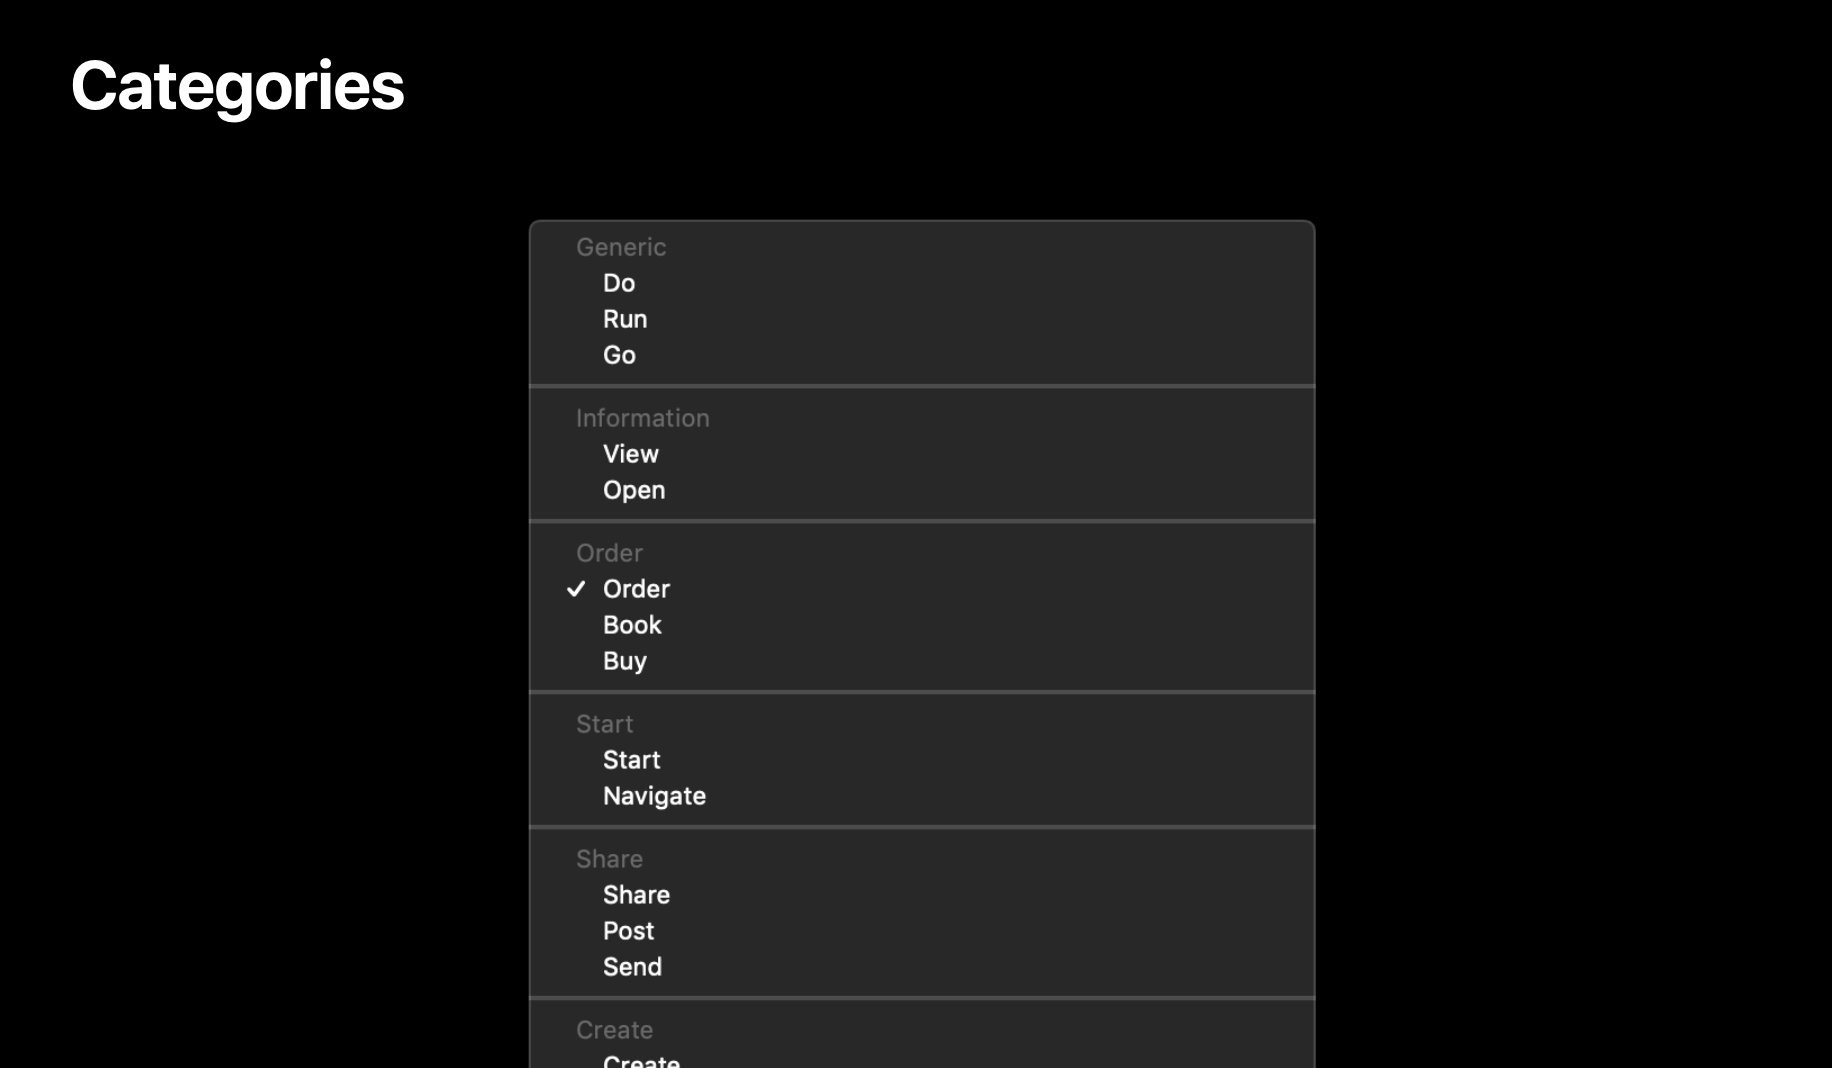 Categories
Generic
Do
Run
Go
Information
View
Open
Order
✓ Order
Book
Buy
Start
Start
Navigate
Share
Share
Post
Send
Create
Create